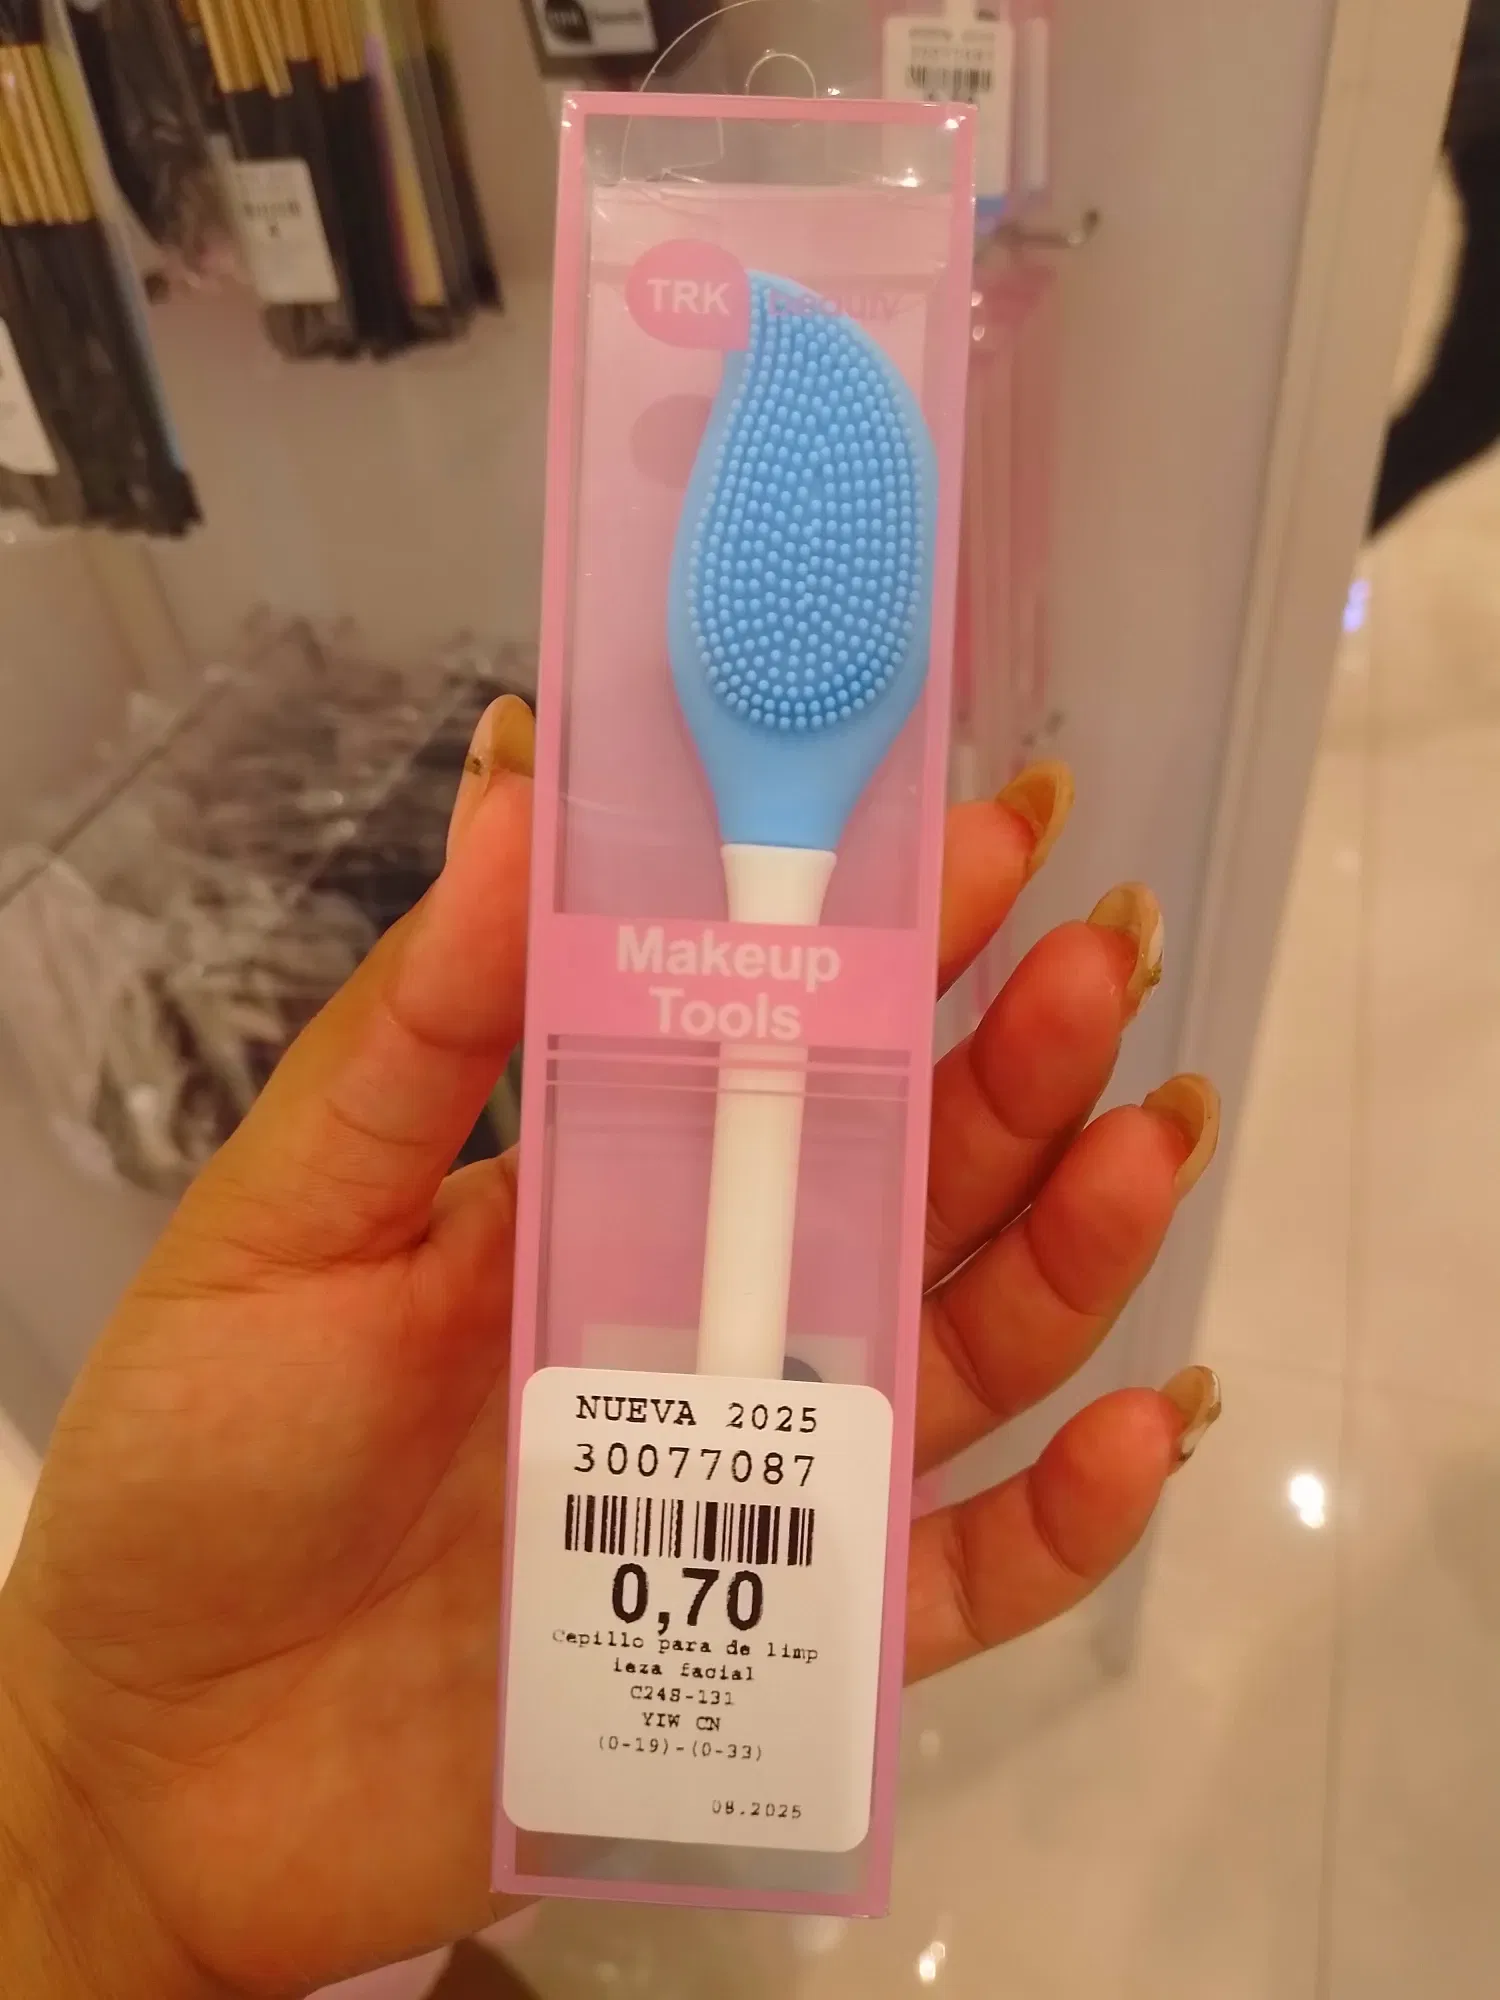 TRK beauty
Makeup
Tools
NUEVA 2025
30077087
0,70
Cepillo para de limp
ieza facial
C24S-131
YIW CN
(0-19)-(0-33)
08.2025